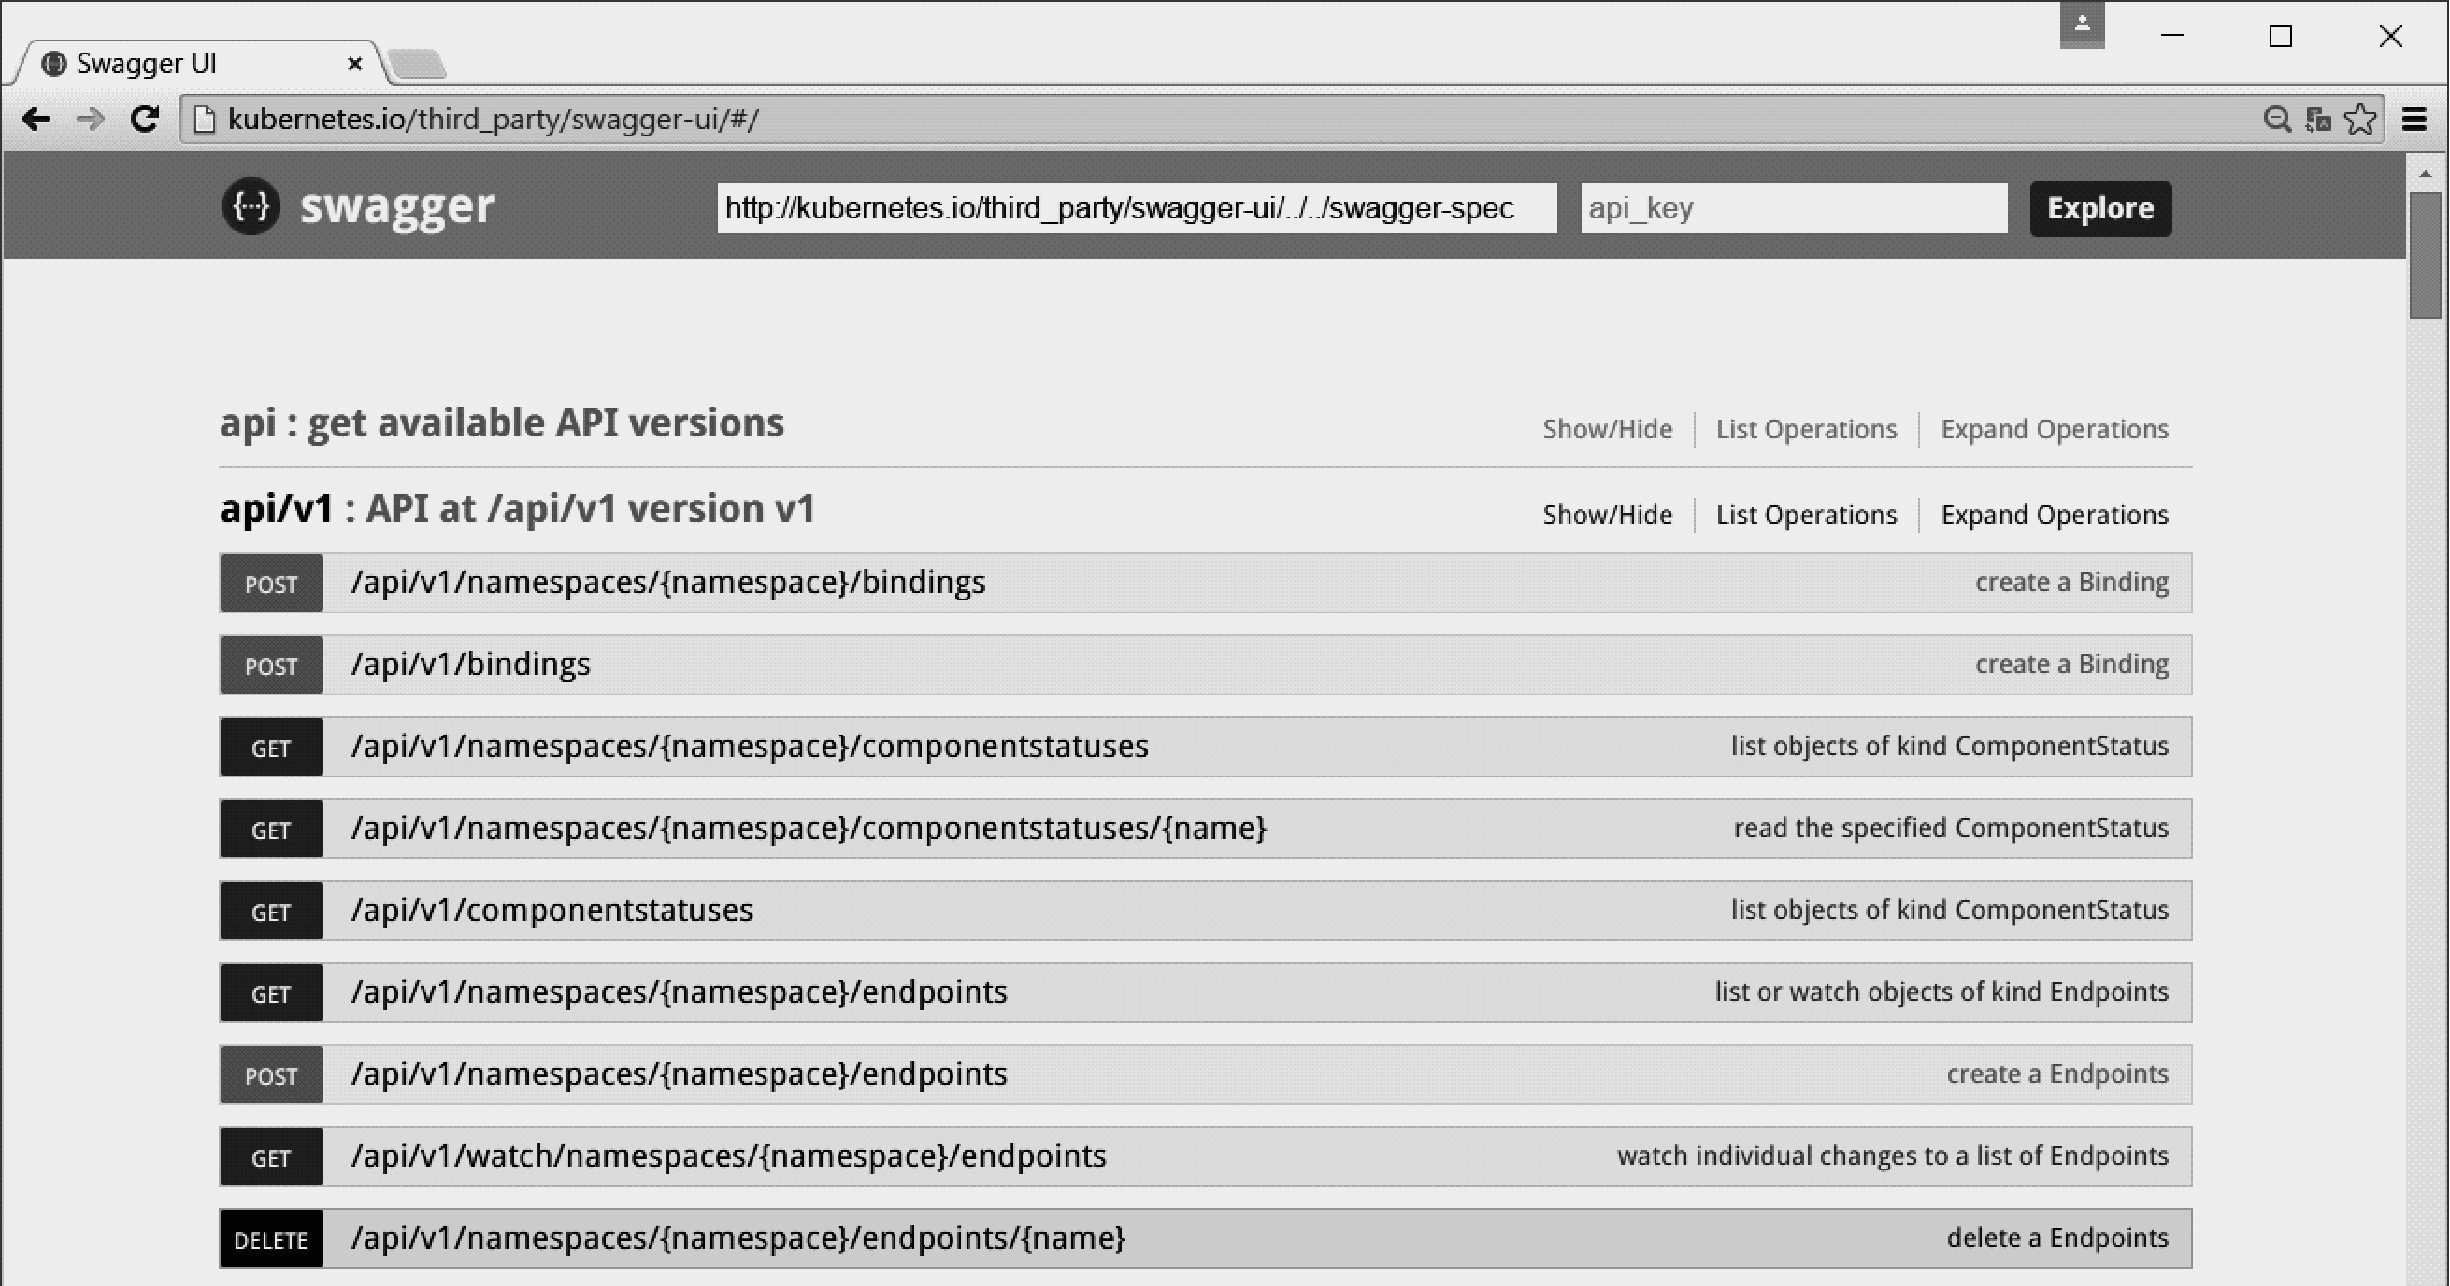 Swagger UI
kubernetes.io/third_party/swagger-ui/#/
{···} swagger http://kubernetes.io/third_party/swagger-ui/../../swagger-spec api_key Explore
api : get available API versions Show/Hide List Operations Expand Operations
api/v1 : API at /api/v1 version v1 Show/Hide List Operations Expand Operations
POST /api/v1/namespaces/{namespace}/bindings create a Binding
POST /api/v1/bindings create a Binding
GET /api/v1/namespaces/{namespace}/componentstatuses list objects of kind ComponentStatus
GET /api/v1/namespaces/{namespace}/componentstatuses/{name} read the specified ComponentStatus
GET /api/v1/componentstatuses list objects of kind ComponentStatus
GET /api/v1/namespaces/{namespace}/endpoints list or watch objects of kind Endpoints
POST /api/v1/namespaces/{namespace}/endpoints create a Endpoints
GET /api/v1/watch/namespaces/{namespace}/endpoints watch individual changes to a list of Endpoints
DELETE /api/v1/namespaces/{namespace}/endpoints/{name} delete a Endpoints